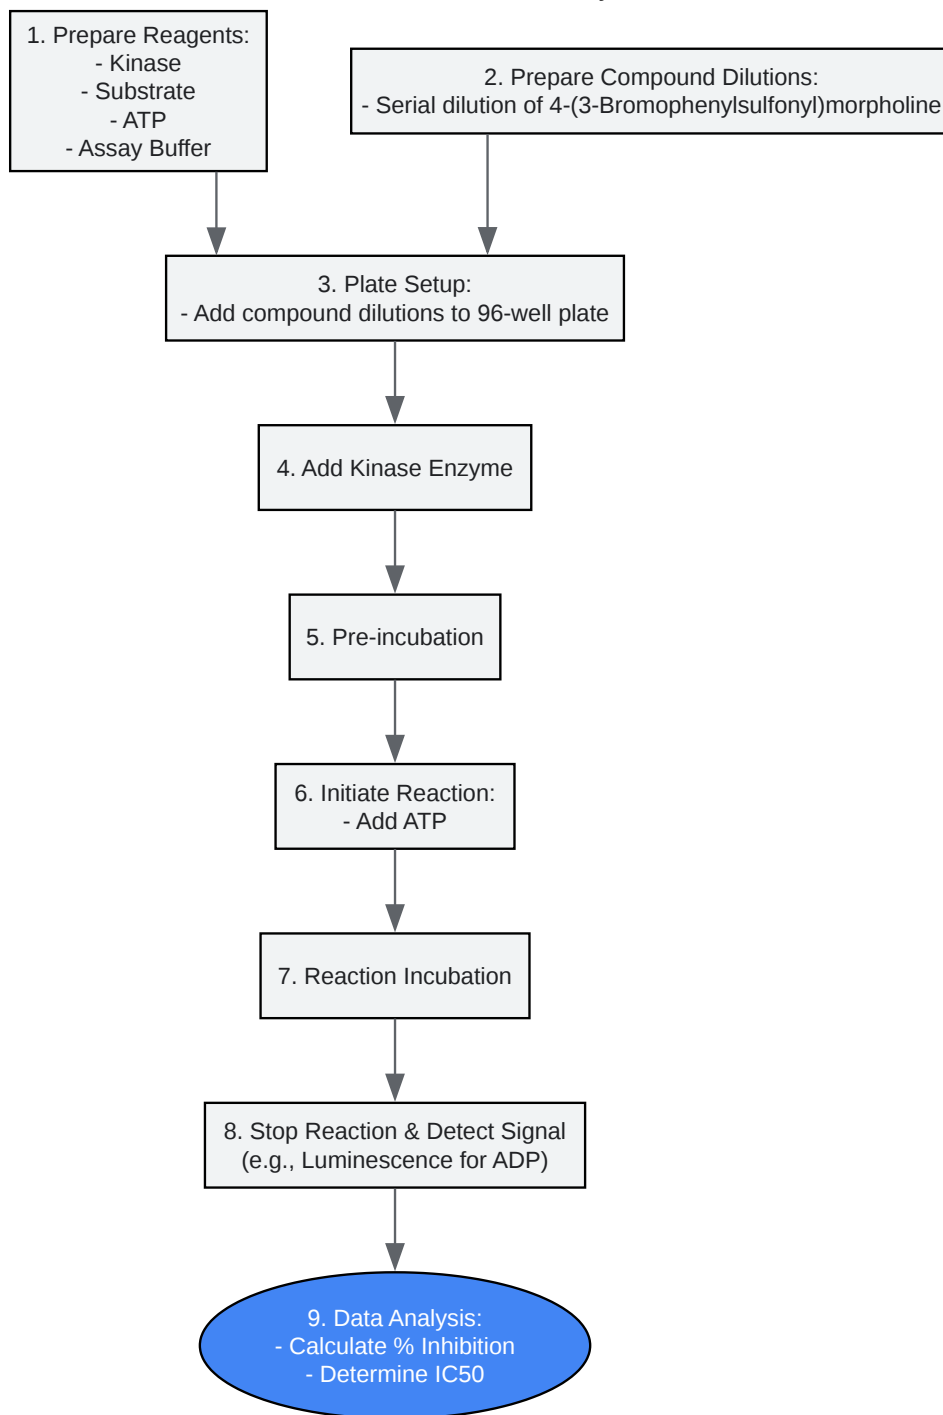 1. Prepare Reagents:
- Kinase
- Substrate
- ATP
- Assay Buffer
2. Prepare Compound Dilutions:
- Serial dilution of 4-(3-Bromophenylsulfonyl)morpholine
3. Plate Setup:
- Add compound dilutions to 96-well plate
4. Add Kinase Enzyme
5. Pre-incubation
6. Initiate Reaction:
- Add ATP
7. Reaction Incubation
8. Stop Reaction & Detect Signal
(e.g., Luminescence for ADP)
9. Data Analysis:
- Calculate % Inhibition
- Determine IC50